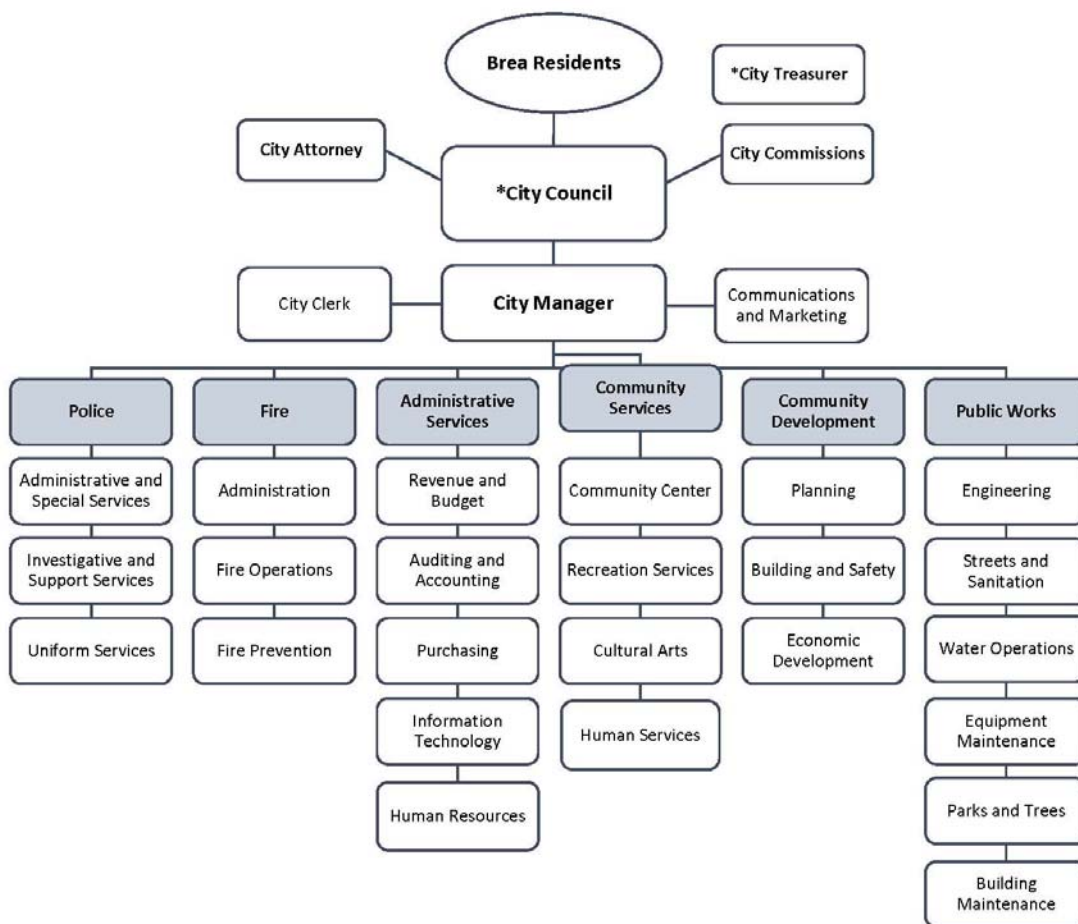 Brea Residents
*City Treasurer
City Attorney
City Commissions
*City Council
City Clerk
City Manager
Communications
and Marketing
Police
Fire
Administrative
Services
Community
Services
Community
Development
Public Works
Administrative and
Special Services
Investigative and
Support Services
Uniform Services
Administration
Fire Operations
Fire Prevention
Revenue and
Budget
Auditing and
Accounting
Purchasing
Information
Technology
Human Resources
Community Center
Recreation Services
Cultural Arts
Human Services
Planning
Building and Safety
Economic
Development
Engineering
Streets and
Sanitation
Water Operations
Equipment
Maintenance
Parks and Trees
Building
Maintenance